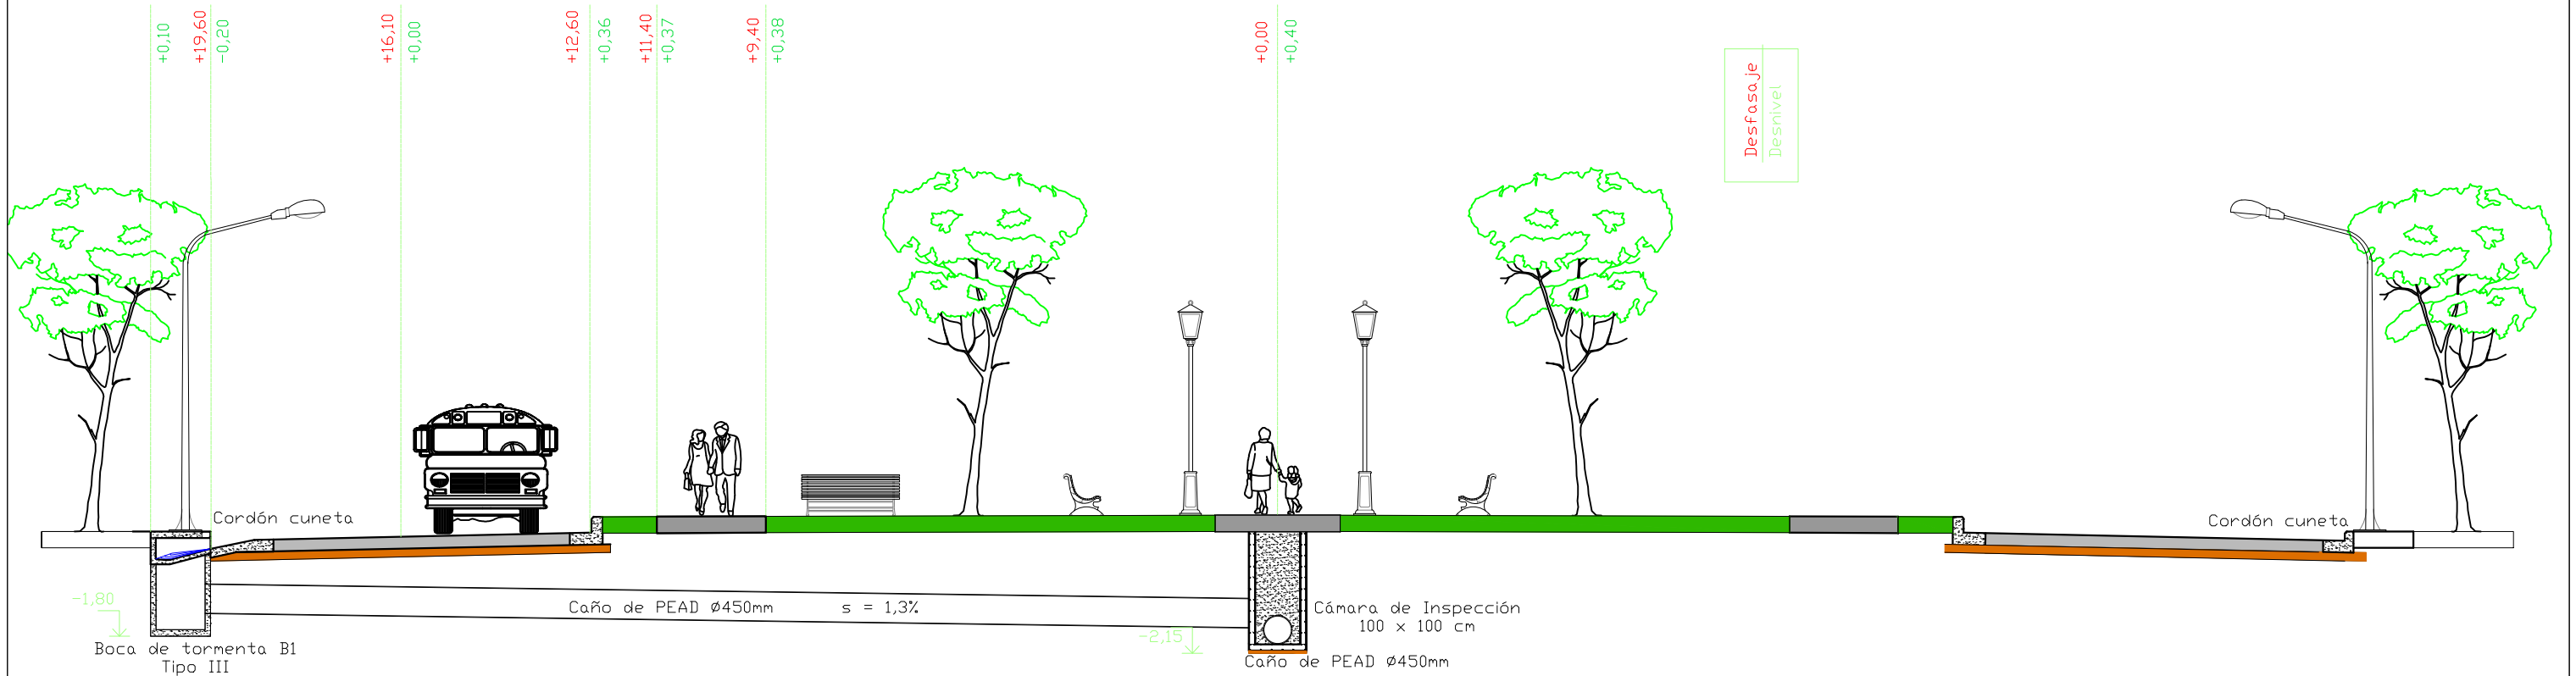 +0,10
+19,60
-0,20
+16,10
+0,00
+12,60
+0,36
+11,40
+0,37
+9,40
+0,38
+0,00
+0,40
Desfasaje
Desnivel
Cordón cuneta
Cordón cuneta
-1,80
Caño de PEAD Ø450mm s = 1,3%
Cámara de Inspección
100 x 100 cm
-2,15
Boca de tormenta B1
Tipo III
Caño de PEAD Ø450mm